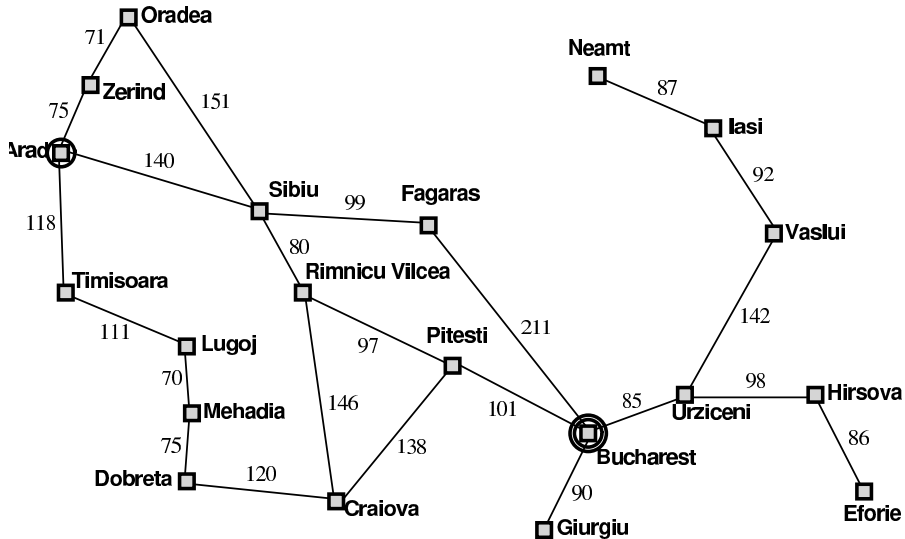 Oradea
71
Neamt
Zerind
87
75
151
Iasi
Arad
140
92
Sibiu
Fagaras
99
118
Vaslui
80
Timisoara
Rimnicu Vilcea
142
111
Lugoj
97
Pitesti
211
70
98
Hirsova
146
101
85
Mehadia
Urziceni
75
138
86
Bucharest
Dobreta
120
90
Craiova
Eforie
Giurgiu